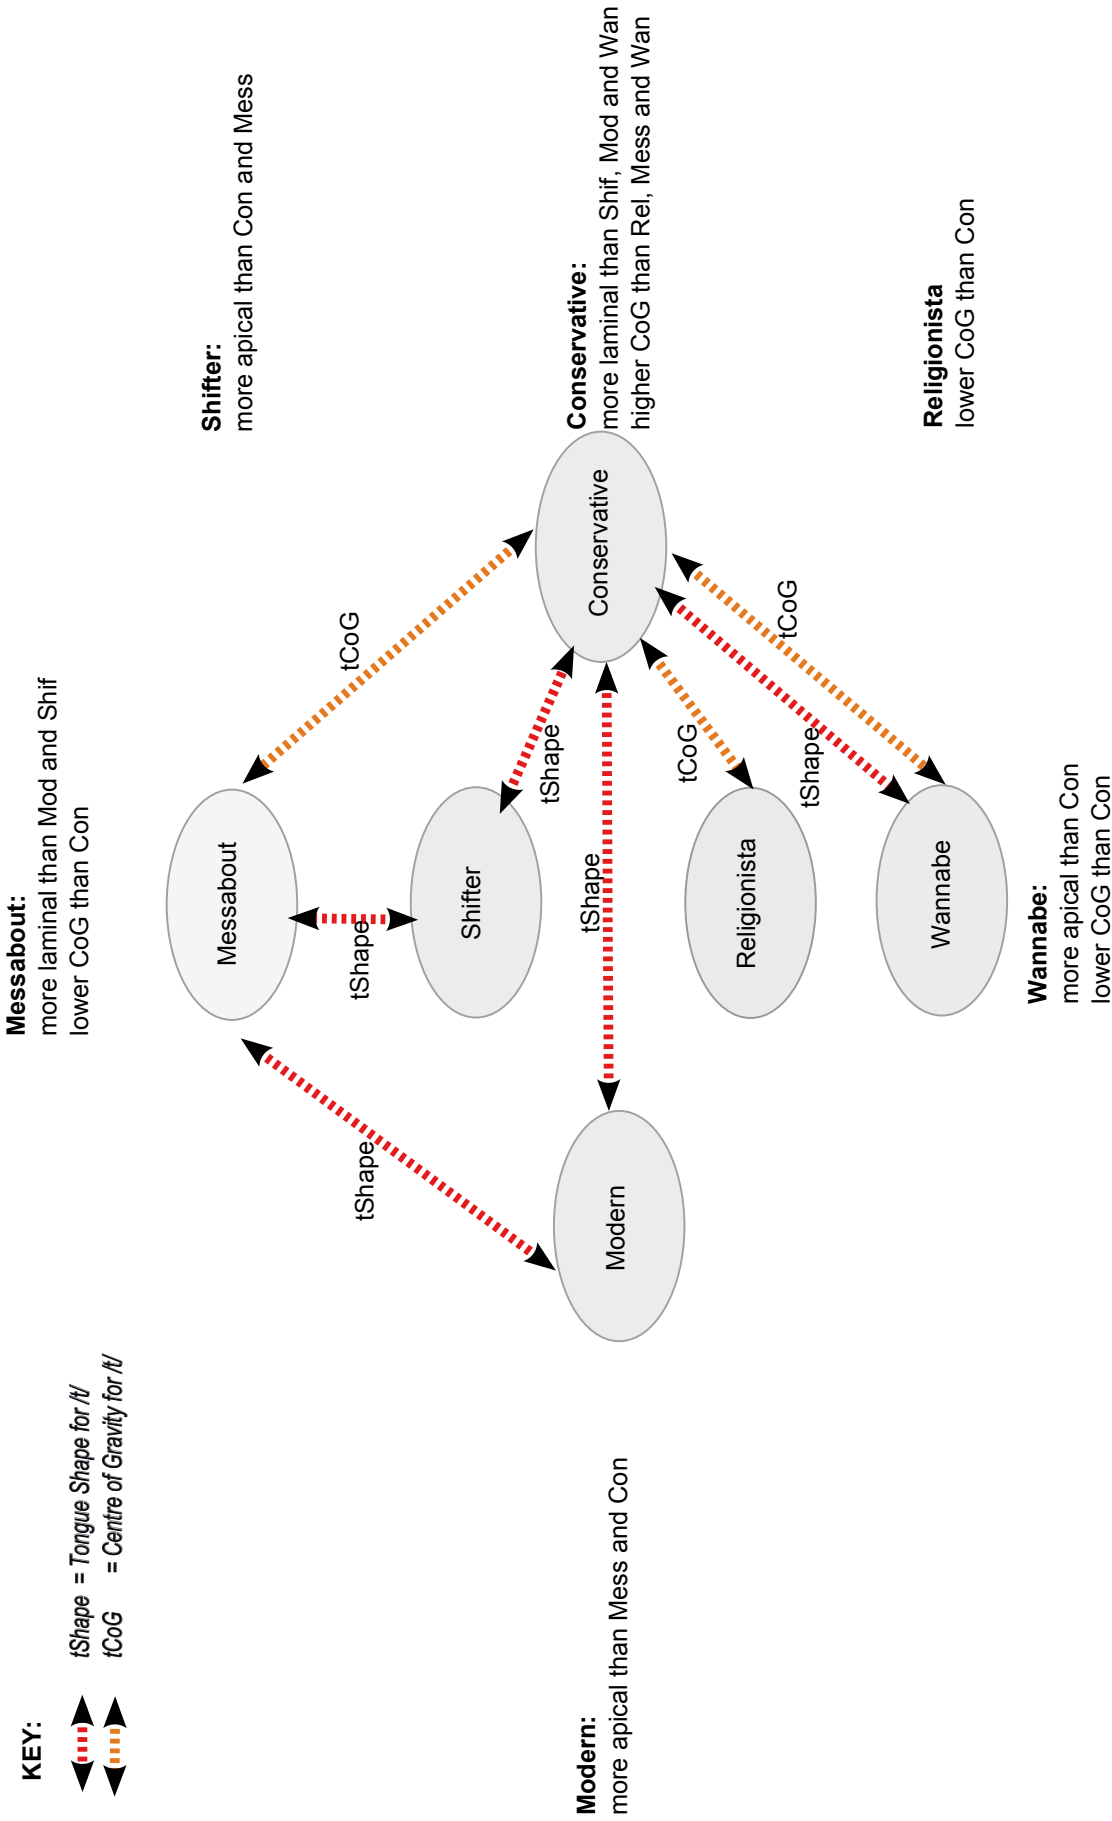 KEY:
tShape = Tongue Shape for /t/
tCoG = Centre of Gravity for /t/
Messabout:
more laminal than Mod and Shif
lower CoG than Con
Shifter:
more apical than Con and Mess
Messabout
tCoG
tShape
tShape
Shifter
tShape
Modern:
more apical than Mess and Con
Modern
tShape
Conservative
Conservative:
more laminal than Shif, Mod and Wan
higher CoG than Rel, Mess and Wan
tCoG
Religionista
tShape
tCoG
Religionista
lower CoG than Con
Wannabe
Wannabe:
more apical than Con
lower CoG than Con